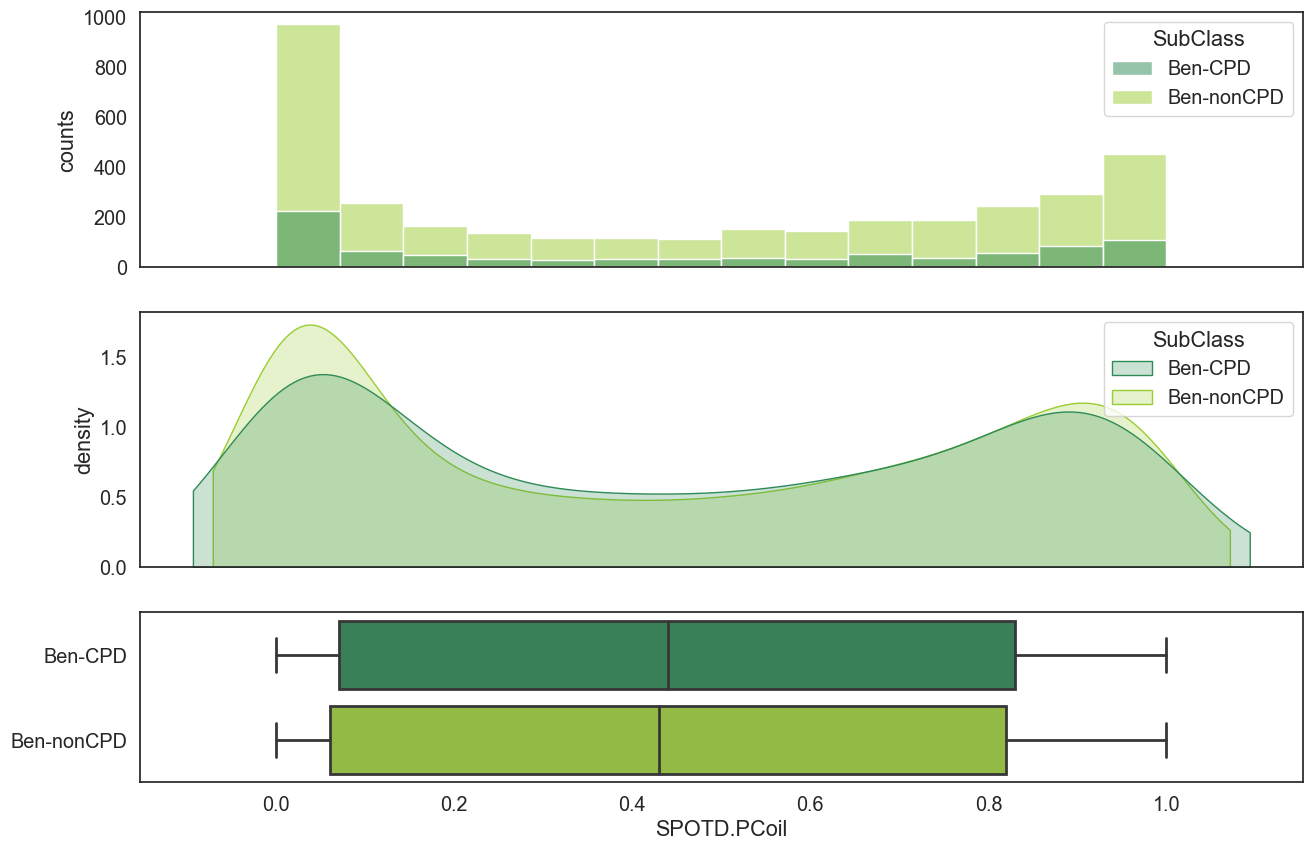 1000
800
600
400
200
0
counts
SubClass
Ben-CPD
Ben-nonCPD
1.5
1.0
0.5
0.0
density
SubClass
Ben-CPD
Ben-nonCPD
Ben-CPD
Ben-nonCPD
0.0 0.2 0.4 0.6 0.8 1.0
SPOTD.PCoil